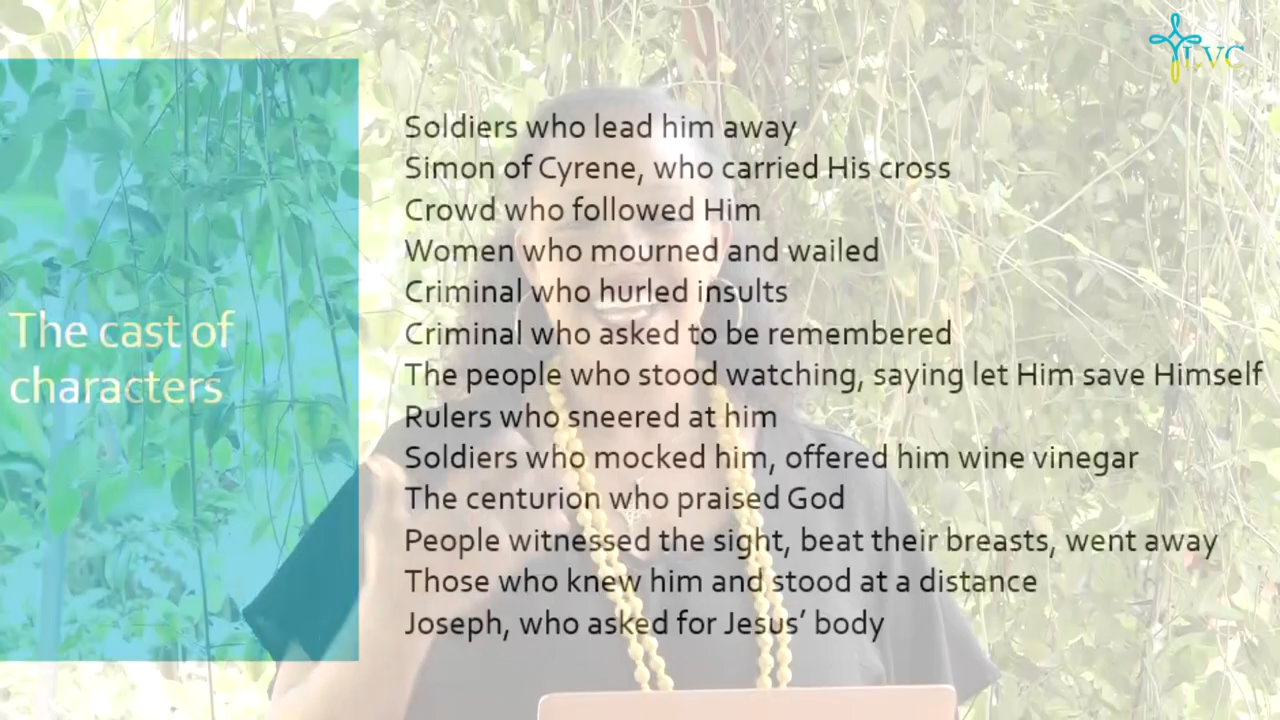 LVC
The cast of
characters
Soldiers who lead him away
Simon of Cyrene, who carried His cross
Crowd who followed Him
Women who mourned and wailed
Criminal who hurled insults
Criminal who asked to be remembered
The people who stood watching, saying let Him save Himself
Rulers who sneered at him
Soldiers who mocked him, offered him wine vinegar
The centurion who praised God
People witnessed the sight, beat their breasts, went away
Those who knew him and stood at a distance
Joseph, who asked for Jesus’ body